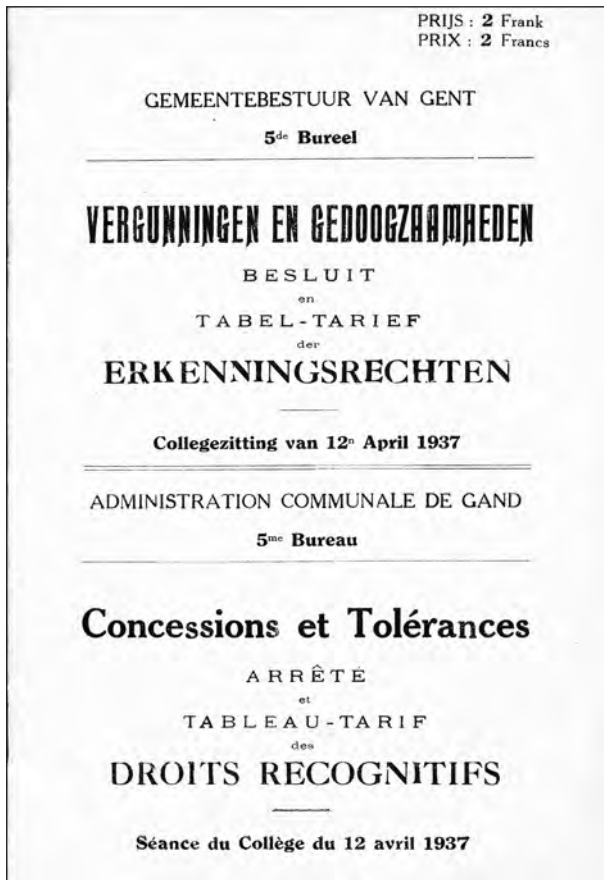 PRIJS : 2 Frank
PRIX : 2 Francs
GEMEENTEBESTUUR VAN GENT
5de Bureel
VERGUNNINGEN EN GEDOOGZAAMHEDEN
BESLUIT
en
TABEL-TARIEF
der
ERKENNINGSRECHTEN
Collegezitting van 12n April 1937
ADMINISTRATION COMMUNALE DE GAND
5me Bureau
Concessions et Tolérances
ARRÊTÉ
et
TABLEAU-TARIF
des
DROITS RECOGNITIFS
Séance du Collège du 12 avril 1937